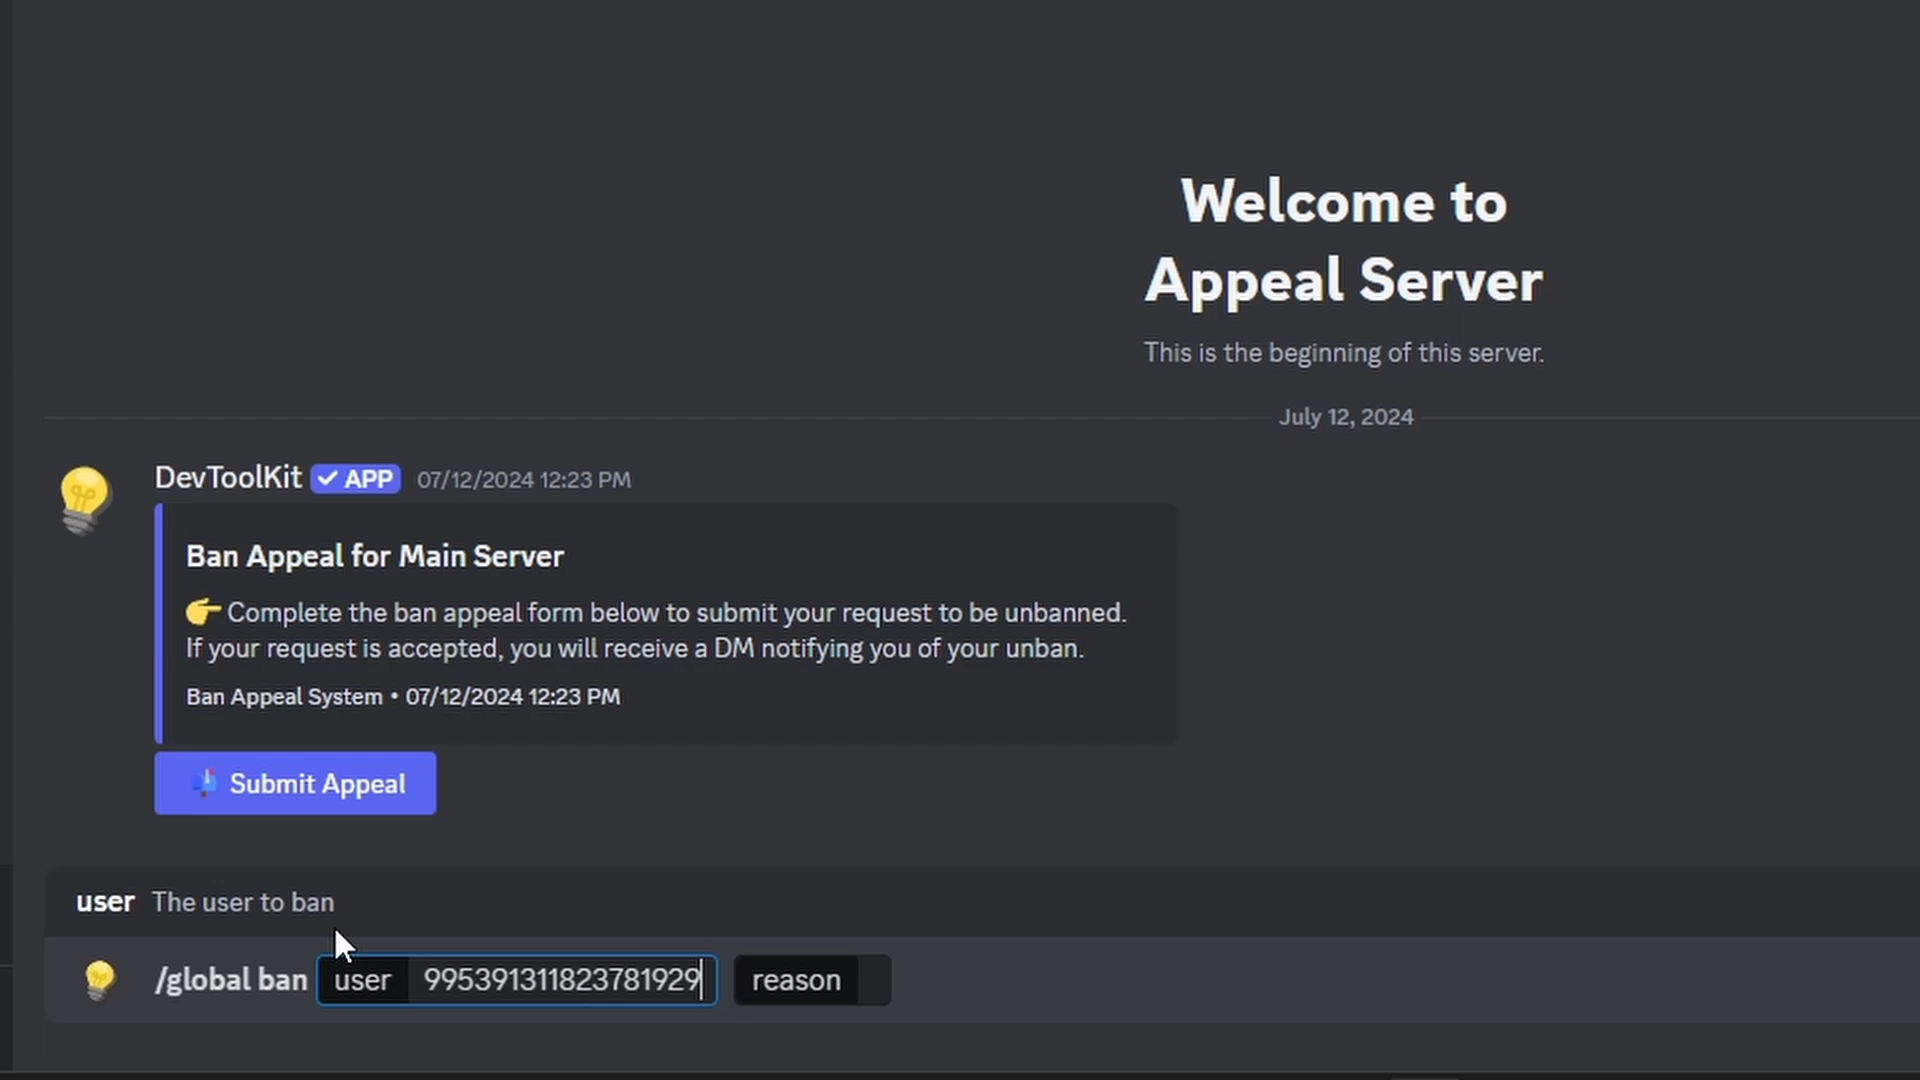 Welcome to
Appeal Server
This is the beginning of this server.
July 12, 2024
DevToolKit ✓ APP 07/12/2024 12:23 PM
Ban Appeal for Main Server
👉 Complete the ban appeal form below to submit your request to be unbanned.
If your request is accepted, you will receive a DM notifying you of your unban.
Ban Appeal System • 07/12/2024 12:23 PM
Submit Appeal
user The user to ban
/global ban user 995391311823781929 reason